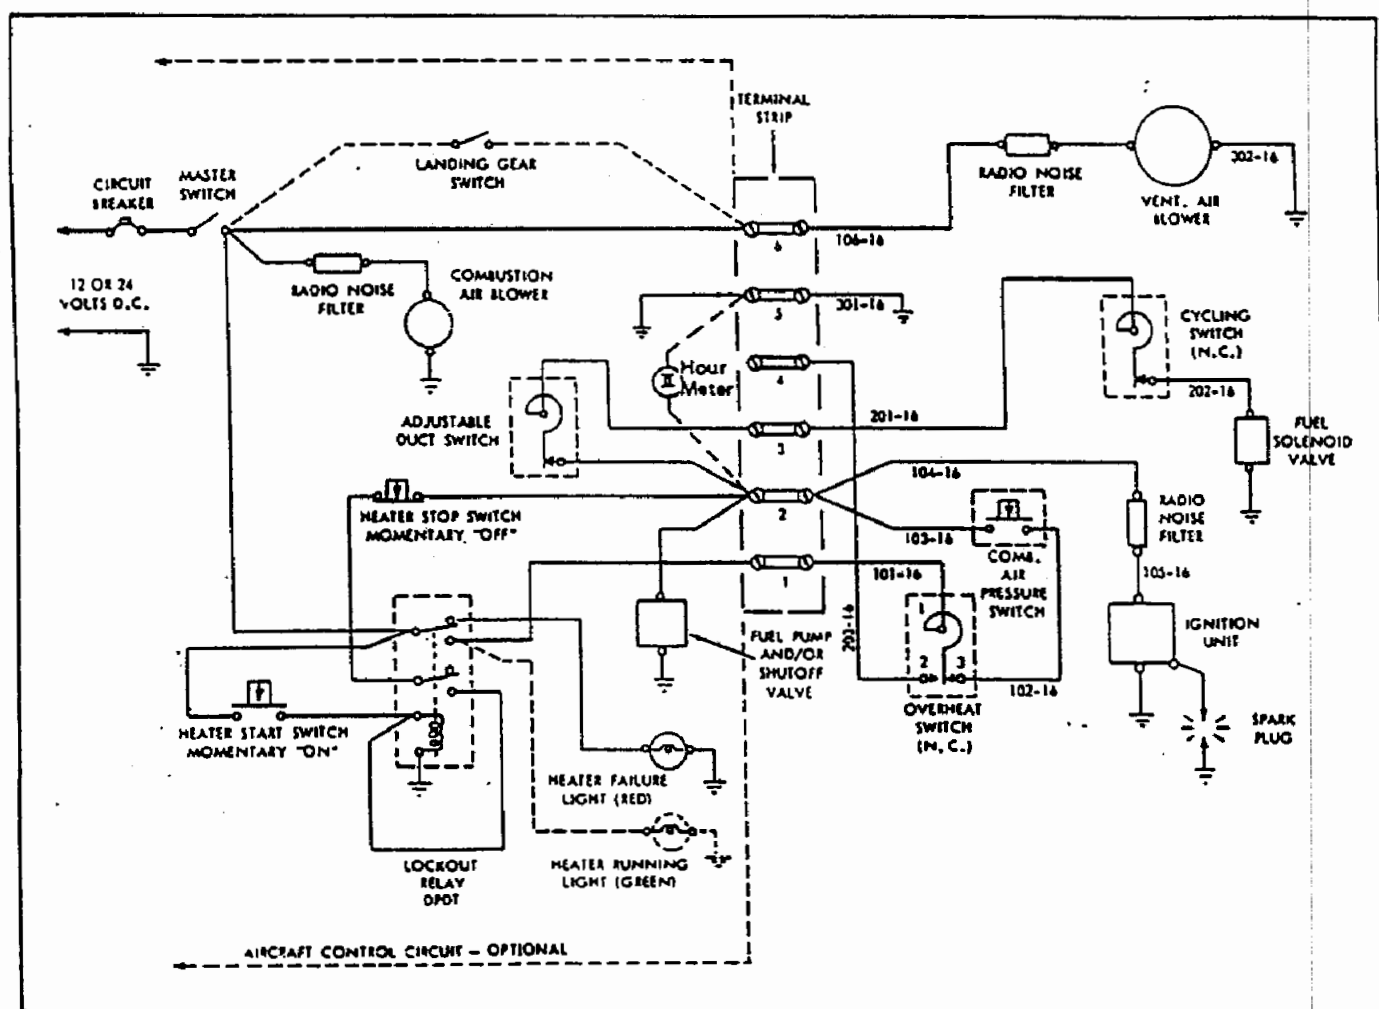 TERMINAL
STRIP
LANDING GEAR
SWITCH
CIRCUIT
BREAKER
MASTER
SWITCH
RADIO NOISE
FILTER
302-16
VENT. AIR
BLOWER
6
106-16
12 OR 24
VOLTS D.C.
RADIO NOISE
FILTER
COMBUSTION
AIR BLOWER
5
301-16
CYCLING
SWITCH
(N.C.)
202-16
Hour
Meter
4
ADJUSTABLE
DUCT SWITCH
3
201-16
FUEL
SOLENOID
VALVE
104-16
HEATER STOP SWITCH
MOMENTARY "OFF"
2
103-16
RADIO
NOISE
FILTER
COMB.
AIR
PRESSURE
SWITCH
1
101-16
105-16
203-16
1
2 3
102-16
IGNITION
UNIT
FUEL PUMP
AND/OR
SHUTOFF
VALVE
OVERHEAT
SWITCH
(N.C.)
SPARK
PLUG
HEATER START SWITCH
MOMENTARY "ON"
HEATER FAILURE
LIGHT (RED)
LOCKOUT
RELAY
DPDT
HEATER RUNNING
LIGHT (GREEN)
AIRCRAFT CONTROL CIRCUIT - OPTIONAL